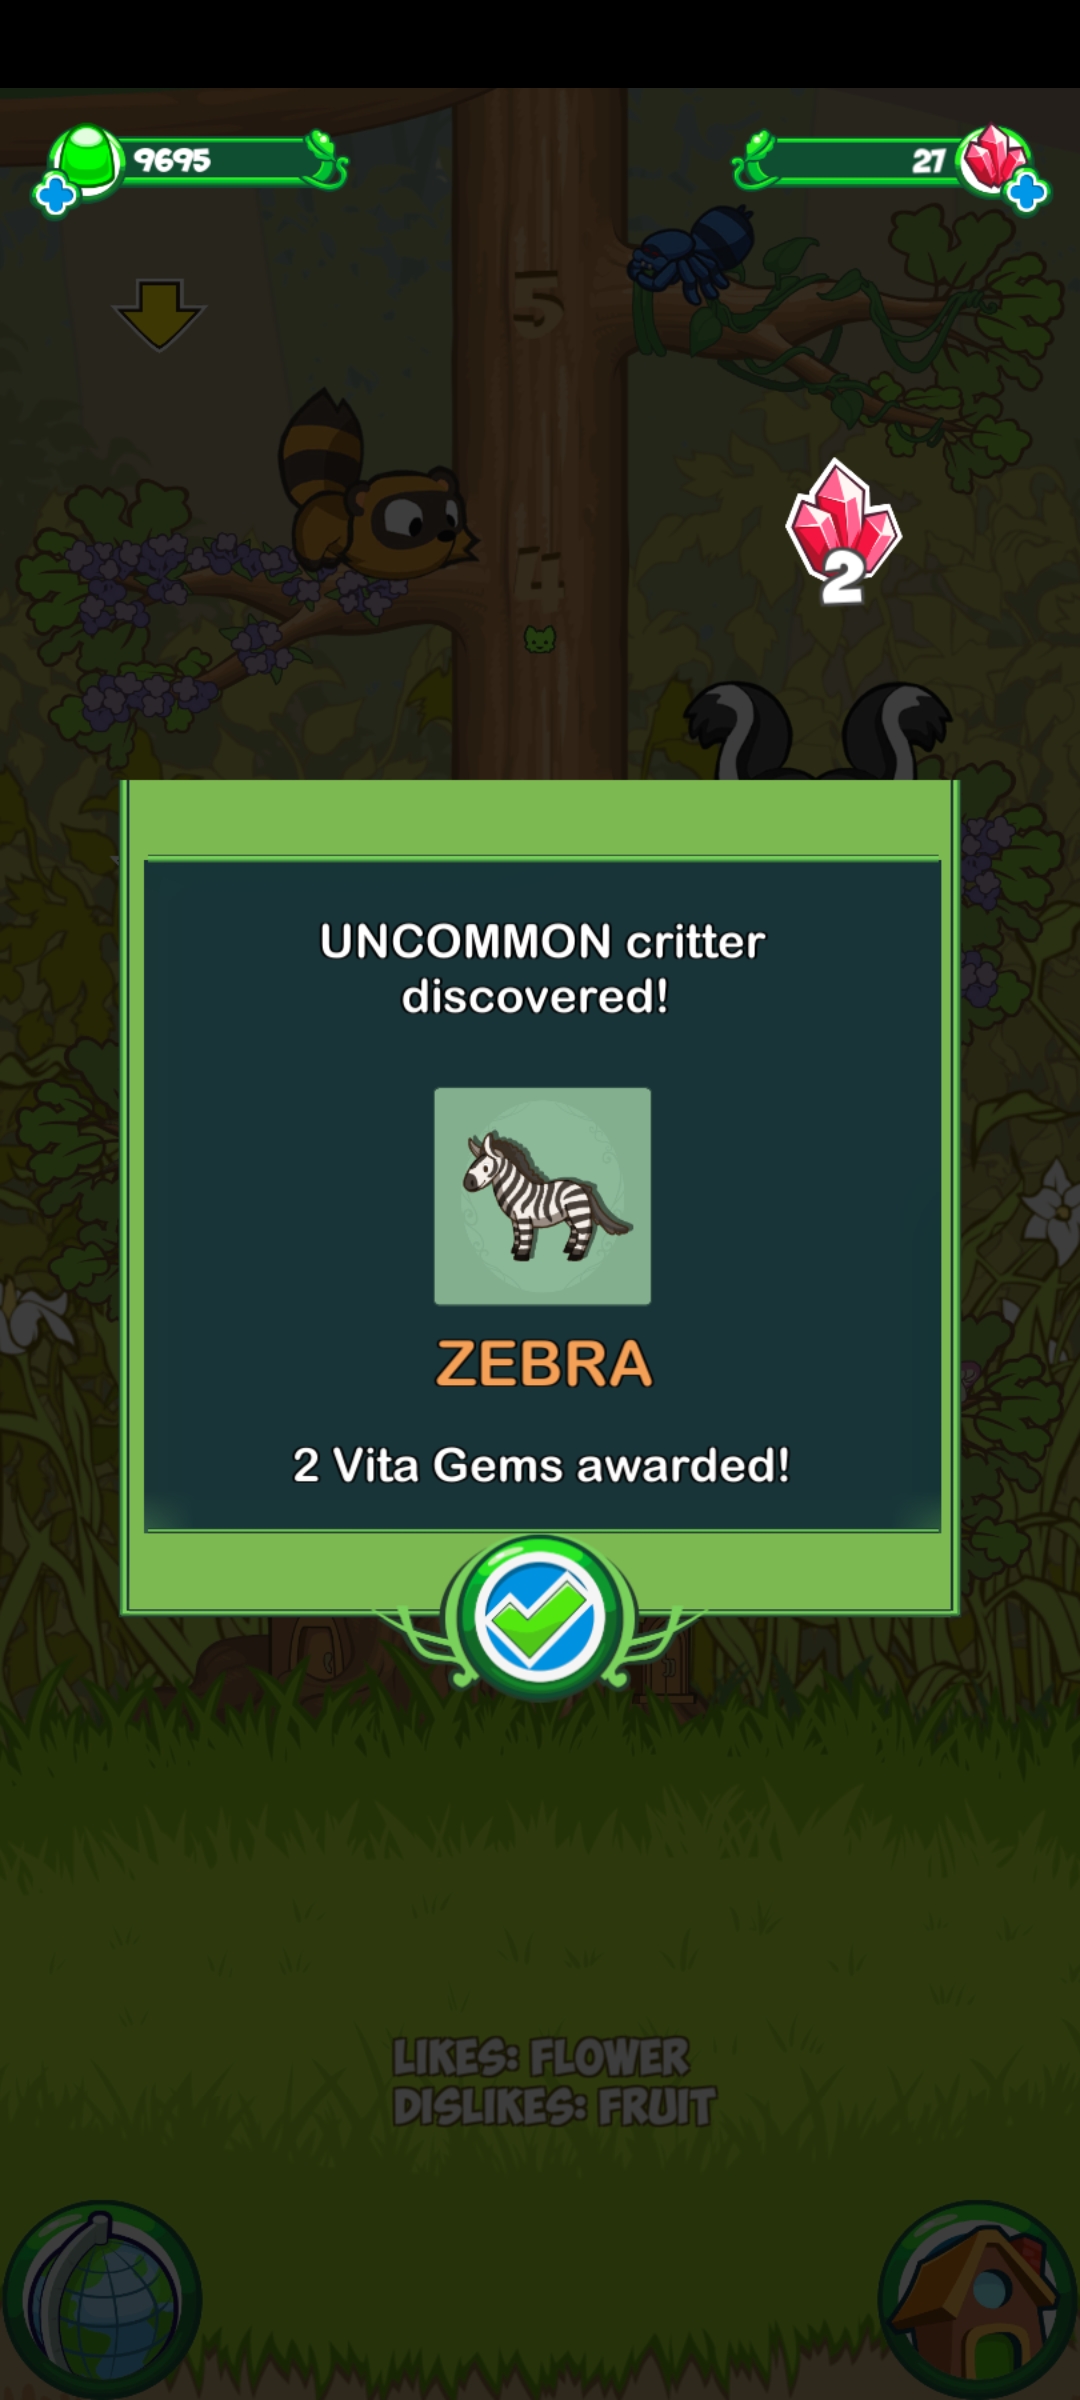 9695
27
5
4
2
UNCOMMON critter
discovered!
ZEBRA
2 Vita Gems awarded!
LIKES: FLOWER
DISLIKES: FRUIT